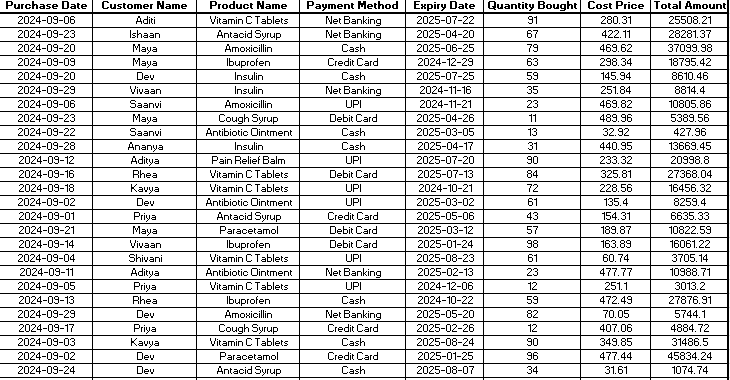 Purchase Date Customer Name Product Name Payment Method Expiry Date Quantity Bought Cost Price Total Amount
2024-09-06 Aditi Vitamin C Tablets Net Banking 2025-07-22 91 280.31 25508.21
2024-09-23 Ishaan Antacid Syrup Net Banking 2025-04-20 67 422.11 28281.37
2024-09-20 Maya Amoxicillin Cash 2025-06-22 79 469.62 37099.98
2024-09-09 Maya Ibuprofen Credit Card 2024-12-29 63 298.34 18795.42
2024-09-20 Dev Insulin Cash 2025-07-25 59 145.94 8610.46
2024-09-29 Vivaan Insulin Net Banking 2024-11-16 35 251.84 8814.4
2024-09-06 Saanvi Amoxicillin UPI 2024-11-21 23 469.82 10805.86
2024-09-23 Maya Cough Syrup Debit Card 2025-04-26 11 489.96 5389.56
2024-09-22 Saanvi Antibiotic Ointment Cash 2025-03-05 13 32.92 427.96
2024-09-28 Ananya Insulin Cash 2025-04-17 31 440.95 13669.45
2024-09-12 Aditya Pain Relief Balm UPI 2025-07-20 90 233.32 20998.8
2024-09-16 Rhea Vitamin C Tablets Debit Card 2025-07-13 84 325.81 27368.04
2024-09-18 Kavya Vitamin C Tablets UPI 2024-10-21 72 228.56 16456.32
2024-09-02 Dev Antibiotic Ointment UPI 2025-03-02 61 135.4 8259.4
2024-09-01 Priya Antacid Syrup Credit Card 2025-05-06 43 154.31 6635.33
2024-09-21 Maya Paracetamol Debit Card 2025-03-12 57 189.87 10822.59
2024-09-14 Vivaan Ibuprofen Debit Card 2025-01-24 98 163.89 16061.22
2024-09-04 Shivani Vitamin C Tablets UPI 2025-08-23 61 60.74 3705.14
2024-09-11 Aditya Antibiotic Ointment Net Banking 2025-02-13 23 477.77 10988.71
2024-09-05 Priya Vitamin C Tablets UPI 2024-12-06 12 251.1 3013.2
2024-09-13 Rhea Ibuprofen Cash 2024-10-22 59 472.49 27876.91
2024-09-29 Dev Amoxicillin Net Banking 2025-05-20 82 70.05 5744.1
2024-09-17 Priya Cough Syrup Credit Card 2025-02-26 12 407.06 4884.72
2024-09-03 Kavya Vitamin C Tablets Cash 2025-08-24 90 349.85 31486.5
2024-09-02 Dev Paracetamol Credit Card 2025-01-25 96 477.44 45834.24
2024-09-24 Dev Antacid Syrup Cash 2025-08-07 34 31.61 1074.74